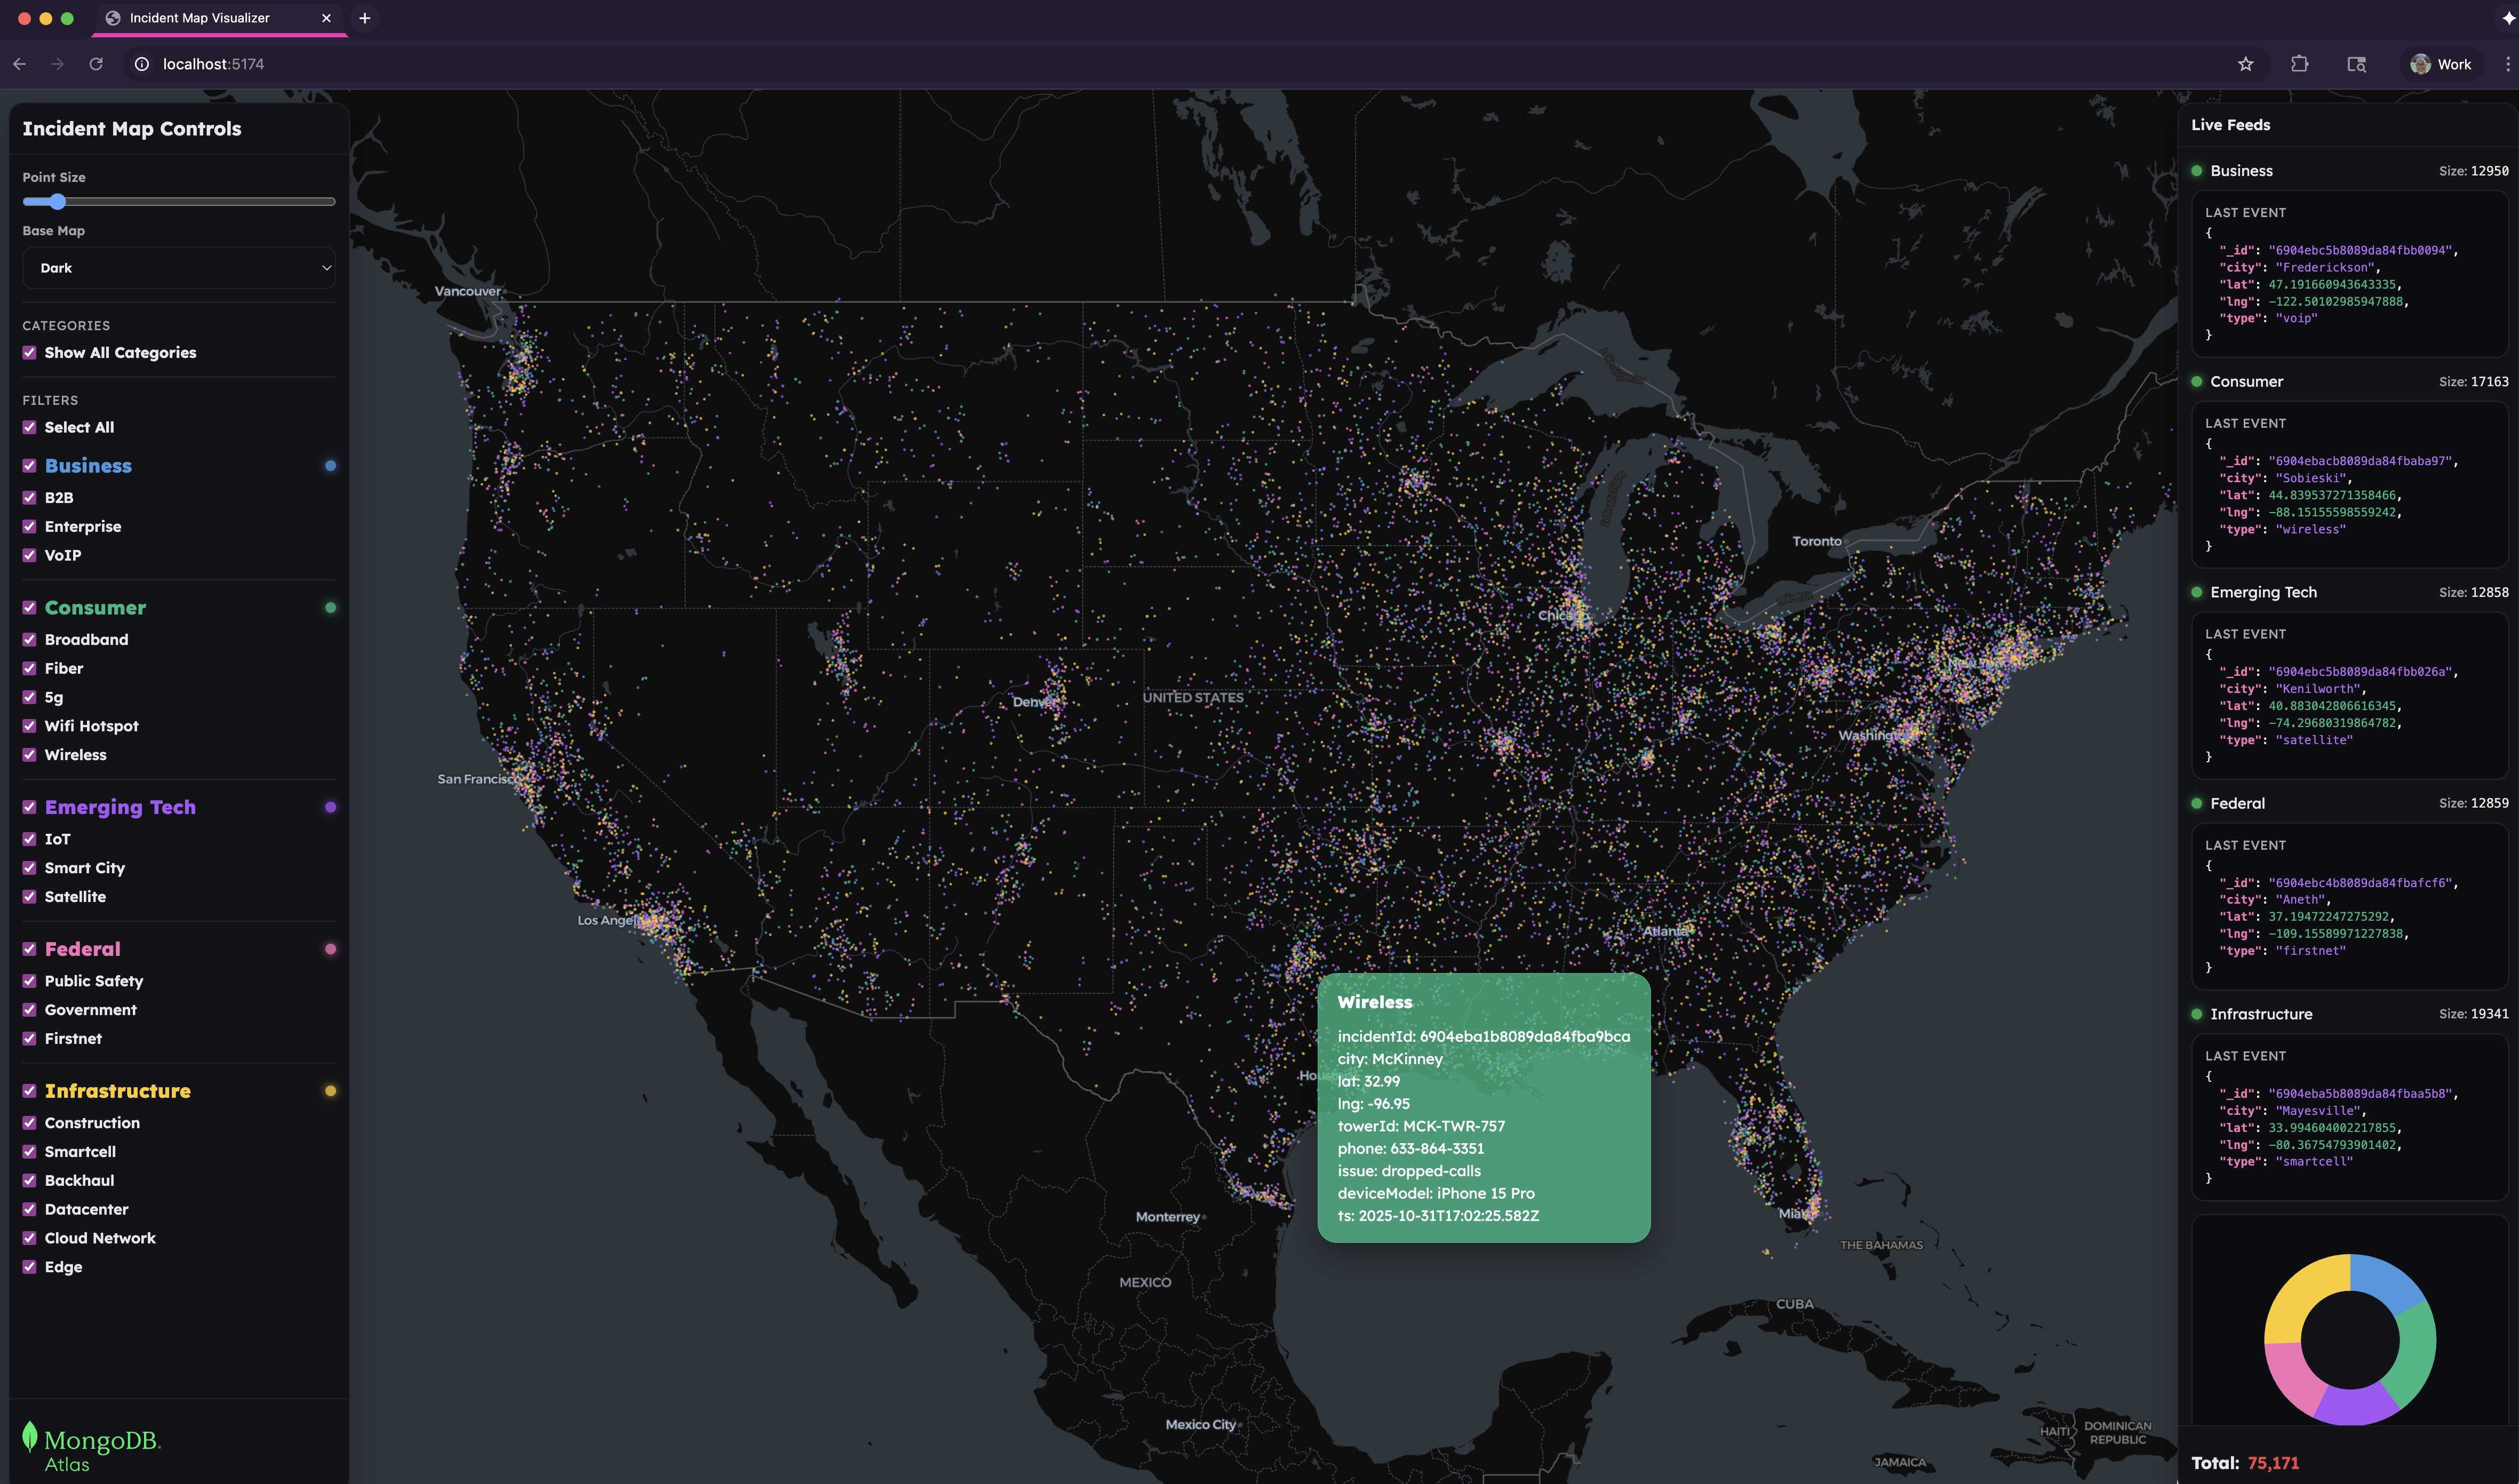 Incident Map Visualizer
localhost:5174
Work
Incident Map Controls
Point Size
Base Map
Dark
CATEGORIES
Show All Categories
FILTERS
Select All
Business
B2B
Enterprise
VoIP
Consumer
Broadband
Fiber
5g
Wifi Hotspot
Wireless
Emerging Tech
IoT
Smart City
Satellite
Federal
Public Safety
Government
Firstnet
Infrastructure
Construction
Smartcell
Backhaul
Datacenter
Cloud Network
Edge
MongoDB.
Atlas
Vancouver
Toronto
Chicago
New York
UNITED STATES
Denver
Washington
San Francisco
Los Angeles
Atlanta
Houston
Wireless
incidentId: 6904eba1b8089da84fba9bca
city: McKinney
lat: 32.99
lng: -96.95
towerId: MCK-TWR-757
phone: 633-864-3351
issue: dropped-calls
deviceModel: iPhone 15 Pro
ts: 2025-10-31T17:02:25.582Z
Monterrey
Miami
THE BAHAMAS
MEXICO
CUBA
Mexico City
HAITI
DOMINICAN
REPUBLIC
JAMAICA
Live Feeds
Business Size: 12950
LAST EVENT
{
"_id": "6904ebc5b8089da84fbb0094",
"city": "Frederickson",
"lat": 47.191660943643335,
"lng": -122.50102985947888,
"type": "voip"
}
Consumer Size: 17163
LAST EVENT
{
"_id": "6904ebacb8089da84fbaba97",
"city": "Sobieski",
"lat": 44.839537271358466,
"lng": -88.15155598559242,
"type": "wireless"
}
Emerging Tech Size: 12858
LAST EVENT
{
"_id": "6904ebc5b8089da84fbb026a",
"city": "Kenilworth",
"lat": 40.883042806616345,
"lng": -74.29680319864782,
"type": "satellite"
}
Federal Size: 12859
LAST EVENT
{
"_id": "6904ebc4b8089da84fbafcf6",
"city": "Aneth",
"lat": 37.19472247275292,
"lng": -109.15589971227838,
"type": "firstnet"
}
Infrastructure Size: 19341
LAST EVENT
{
"_id": "6904eba5b8089da84fbaa5b8",
"city": "Mayesville",
"lat": 33.994604002217855,
"lng": -80.36754793901402,
"type": "smartcell"
}
Total: 75,171